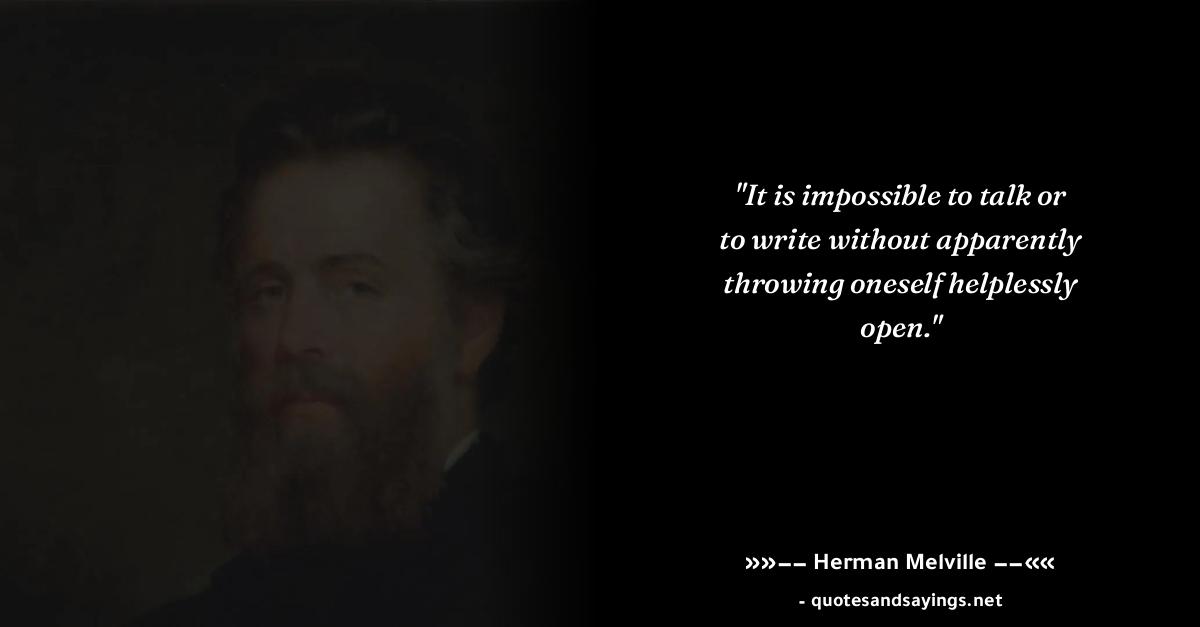 "It is impossible to talk or
to write without apparently
throwing oneself helplessly
open."
»»−− Herman Melville −−««
- quotesandsayings.net